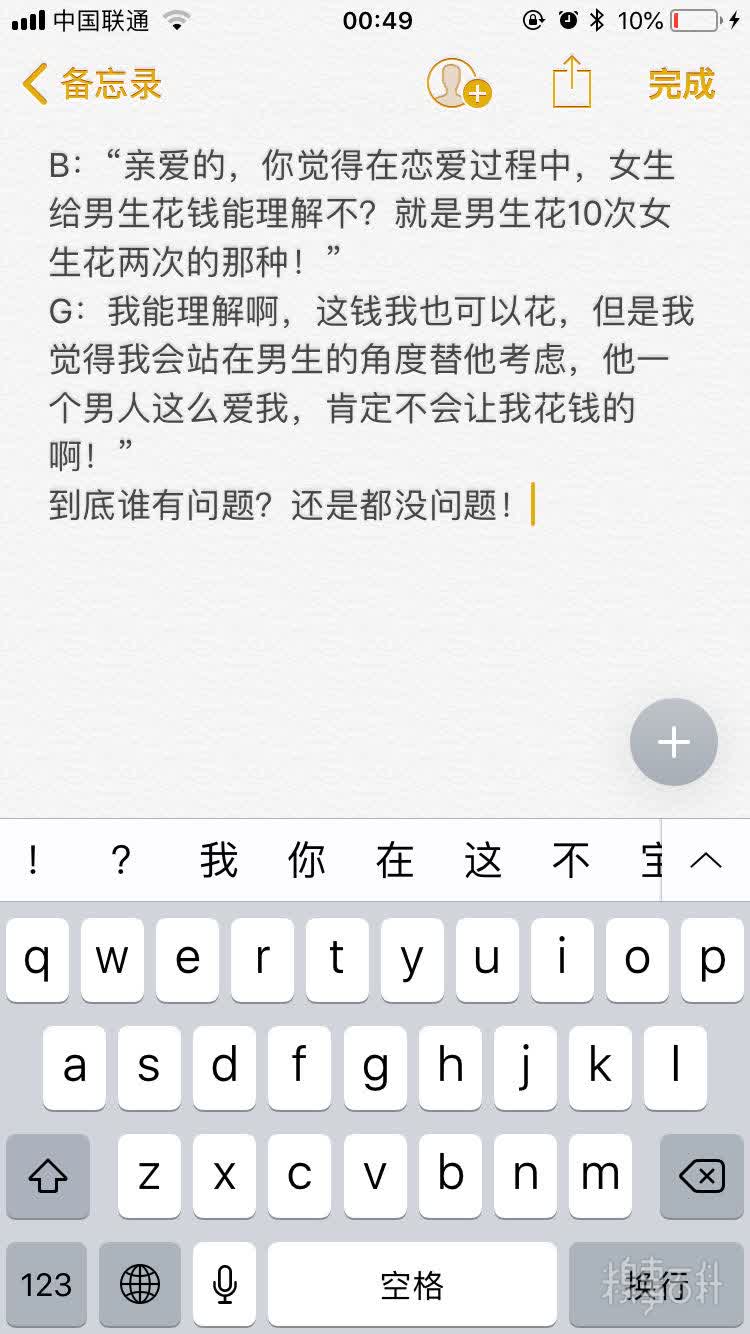 中国联通 00:49 10%
备忘录 完成
B：“亲爱的，你觉得在恋爱过程中，女生
给男生花钱能理解不？就是男生花10次女
生花两次的那种！”
G：我能理解啊，这钱我也可以花，但是我
觉得我会站在男生的角度替他考虑，他一
个男人这么爱我，肯定不会让我花钱的
啊！”
到底谁有问题？还是都没问题！
！ ？ 我 你 在 这 不 宝
q w e r t y u i o p
a s d f g h j k l
z x c v b n m
123 空格 换行
糗事百科